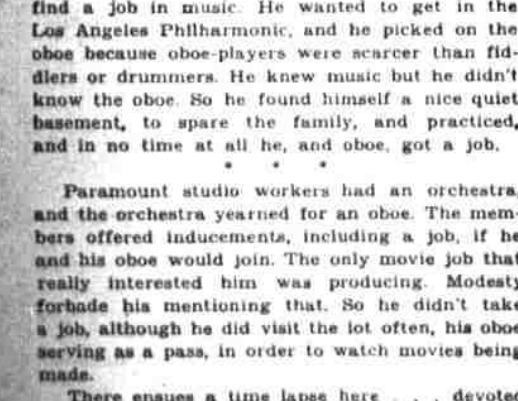 find a job in music. He wanted to get in the
Los Angeles Philharmonic, and he picked on the
oboe because oboe-players were scarcer than fid-
dlers or drummers. He knew music but he didn't
know the oboe. So he found himself a nice quiet
basement, to spare the family, and practiced,
and in no time at all he, and oboe, got a job.
* * *
Paramount studio workers had an orchestra,
and the orchestra yearned for an oboe. The mem-
bers offered inducements, including a job, if he
and his oboe would join. The only movie job that
really interested him was producing. Modesty
forbade his mentioning that. So he didn't take
a job, although he did visit the lot often, his oboe
serving as a pass, in order to watch movies being
made.
There ensues a time lapse here . . . devoted